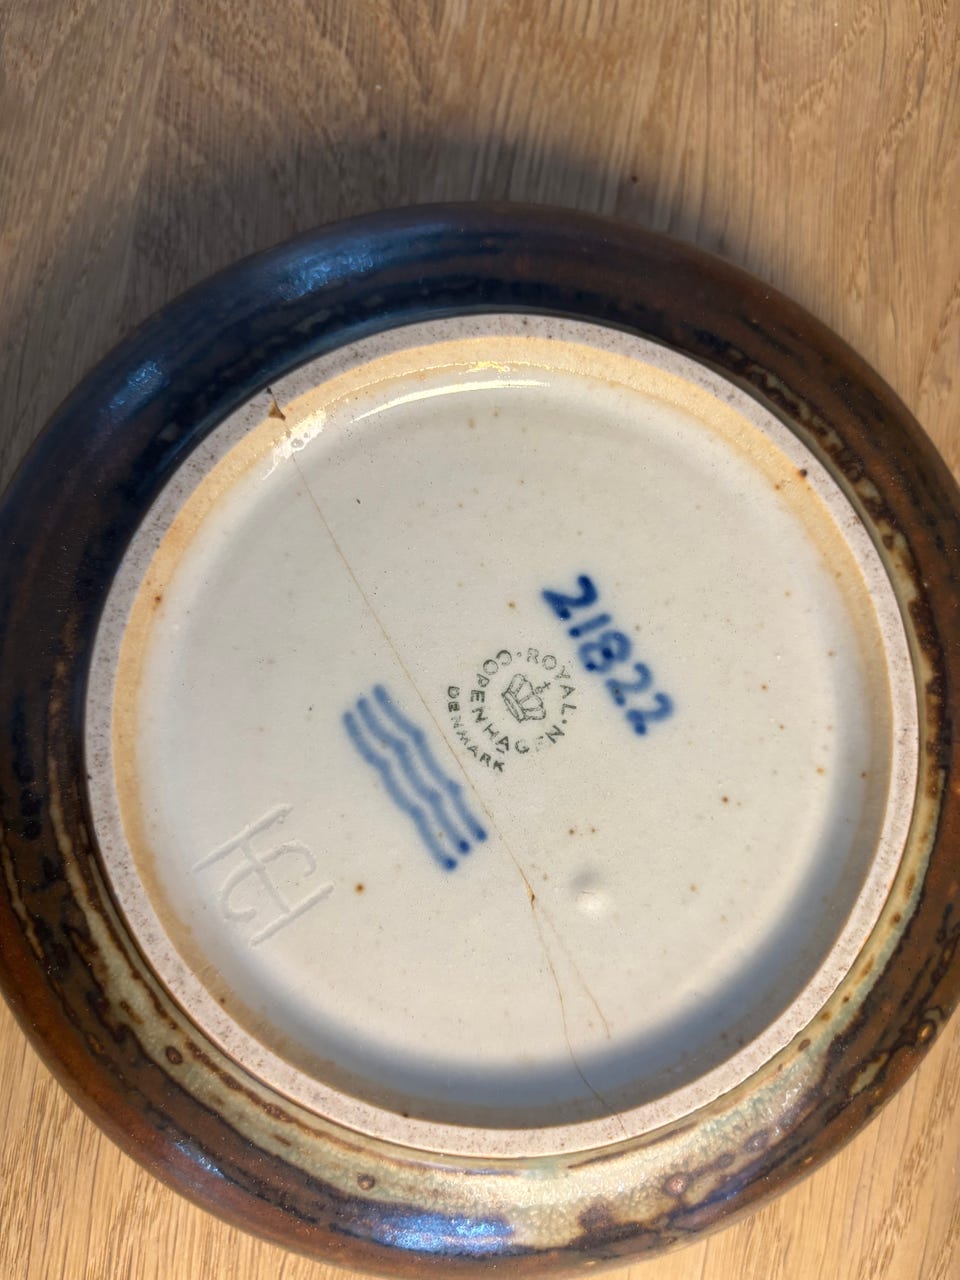 21822
ROYAL COPENHAGEN
DENMARK